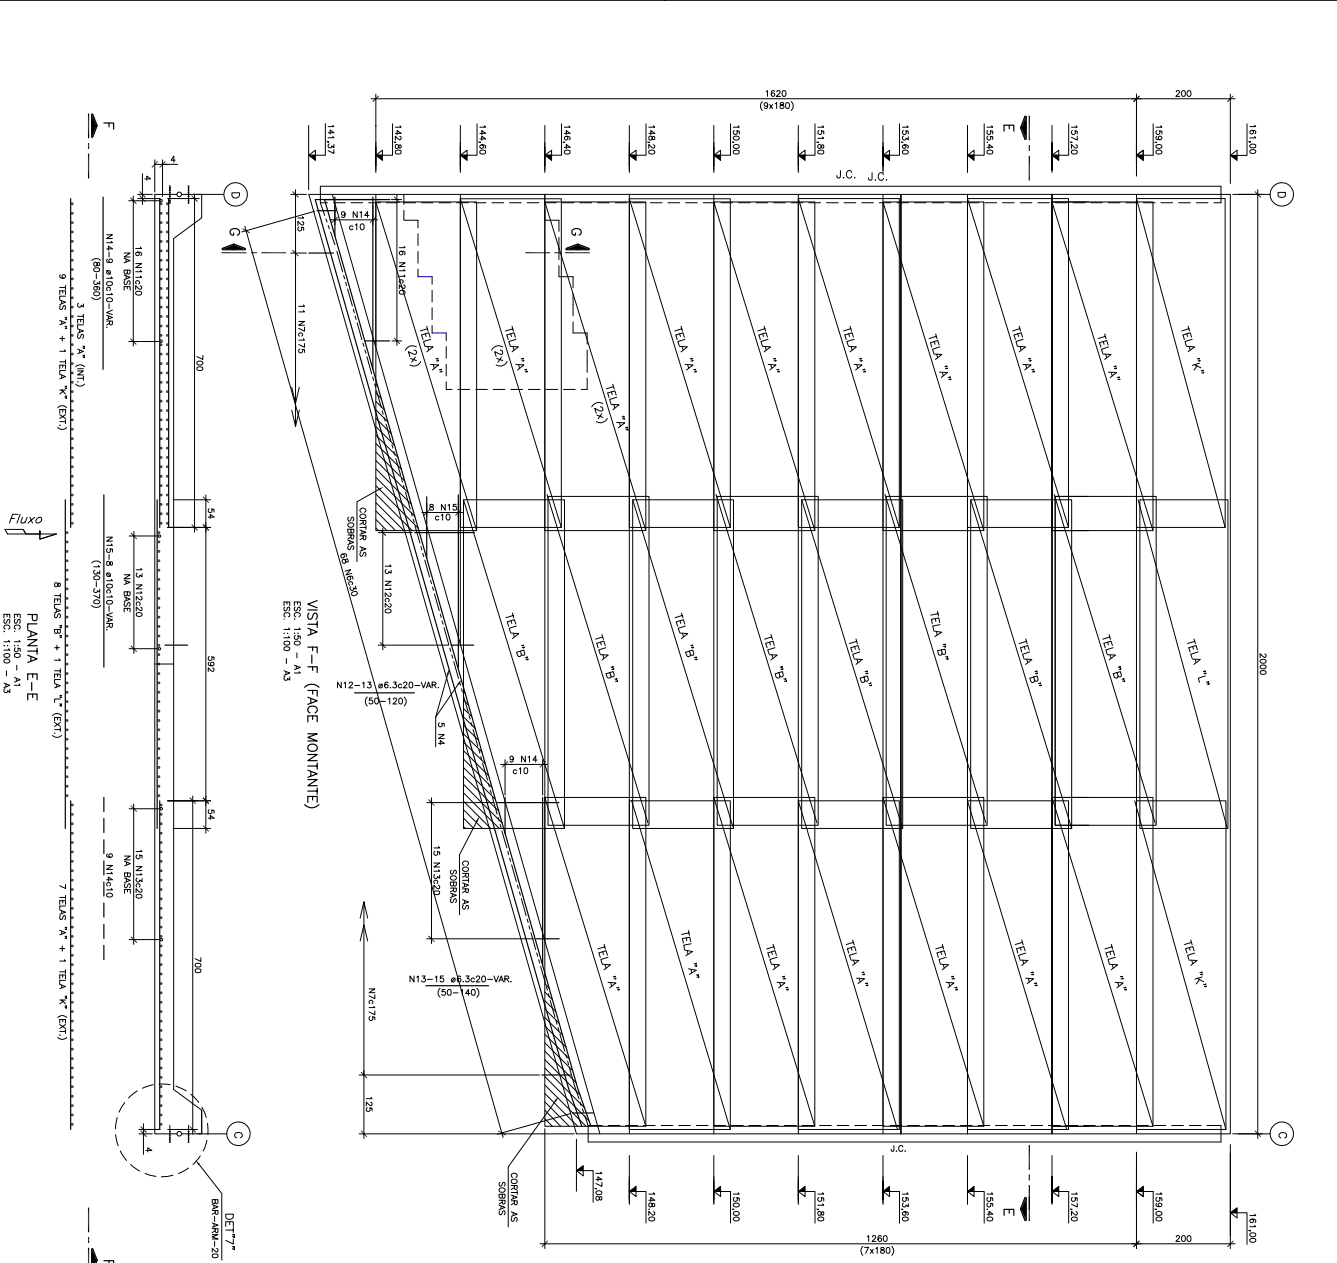 1620
(9x180)
200
141,37
142,80
144,60
146,40
148,20
150,00
151,80
153,60
155.40
157,20
159,00
161,00
E
F
J.C.
J.C.
D
D
4
4
G
G
9 N14
c10
125
16 N11c20
11 N7c175
TELA "A"
(2x)
TELA "A"
(2x)
TELA "A"
(2x)
TELA "A"
TELA "A"
TELA "A"
TELA "A"
TELA "A"
TELA "A"
TELA "K"
16 N11c20
NA BASE
N14-9 ø10c10-VAR.
(80-360)
3 TELAS "A" (INT.)
9 TELAS "A" + 1 TELA "K" (EXT.)
700
54
CORTAR AS
SOBRAS
8 N15
c10
68 N6c30
13 N12c20
Fluxo
13 N12c20
NA BASE
N15-8 ø10c10-VAR.
(130-370)
8 TELAS "B" + 1 TELA "L" (EXT.)
592
PLANTA E-E
ESC. 1:50 - A1
ESC. 1:100 - A3
VISTA F-F (FACE MONTANTE)
ESC. 1:50 - A1
ESC. 1:100 - A3
TELA "B"
TELA "B"
TELA "B"
TELA "B"
TELA "B"
TELA "B"
TELA "B"
TELA "B"
TELA "L"
2000
N12-13 ø6.3c20-VAR.
(50-120)
5 N4
9 N14
c10
54
15 N13c20
NA BASE
9 N14c10
7 TELAS "A" + 1 TELA "K" (EXT.)
700
15 N13c20
CORTAR AS
SOBRAS
N13-15 ø6.3c20-VAR.
(50-140)
N7c175
125
TELA "A"
TELA "A"
TELA "A"
TELA "A"
TELA "A"
TELA "A"
TELA "A"
TELA "K"
C
C
4
J.C.
CORTAR AS
SOBRAS
DET"7"
BAR-ARM-20
147,08
148,20
150,00
151,80
153,60
155.40
157,20
159,00
161,00
E
F
1260
(7x180)
200